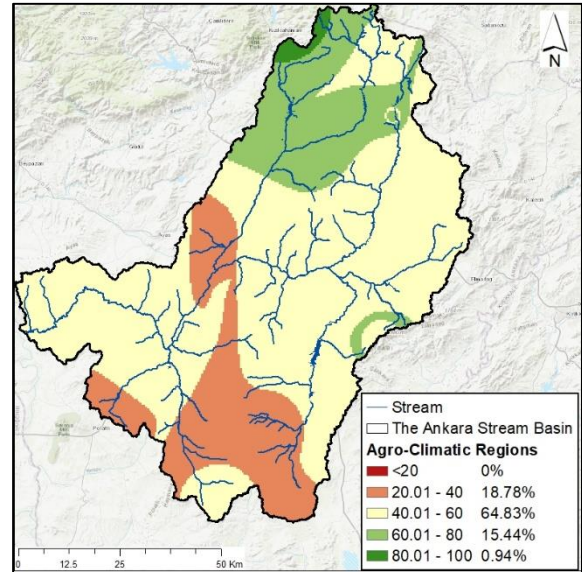 N
Stream
The Ankara Stream Basin
Agro-Climatic Regions
<20 0%
20.01 - 40 18.78%
40.01 - 60 64.83%
60.01 - 80 15.44%
80.01 - 100 0.94%
0 12.5 25 50 Km